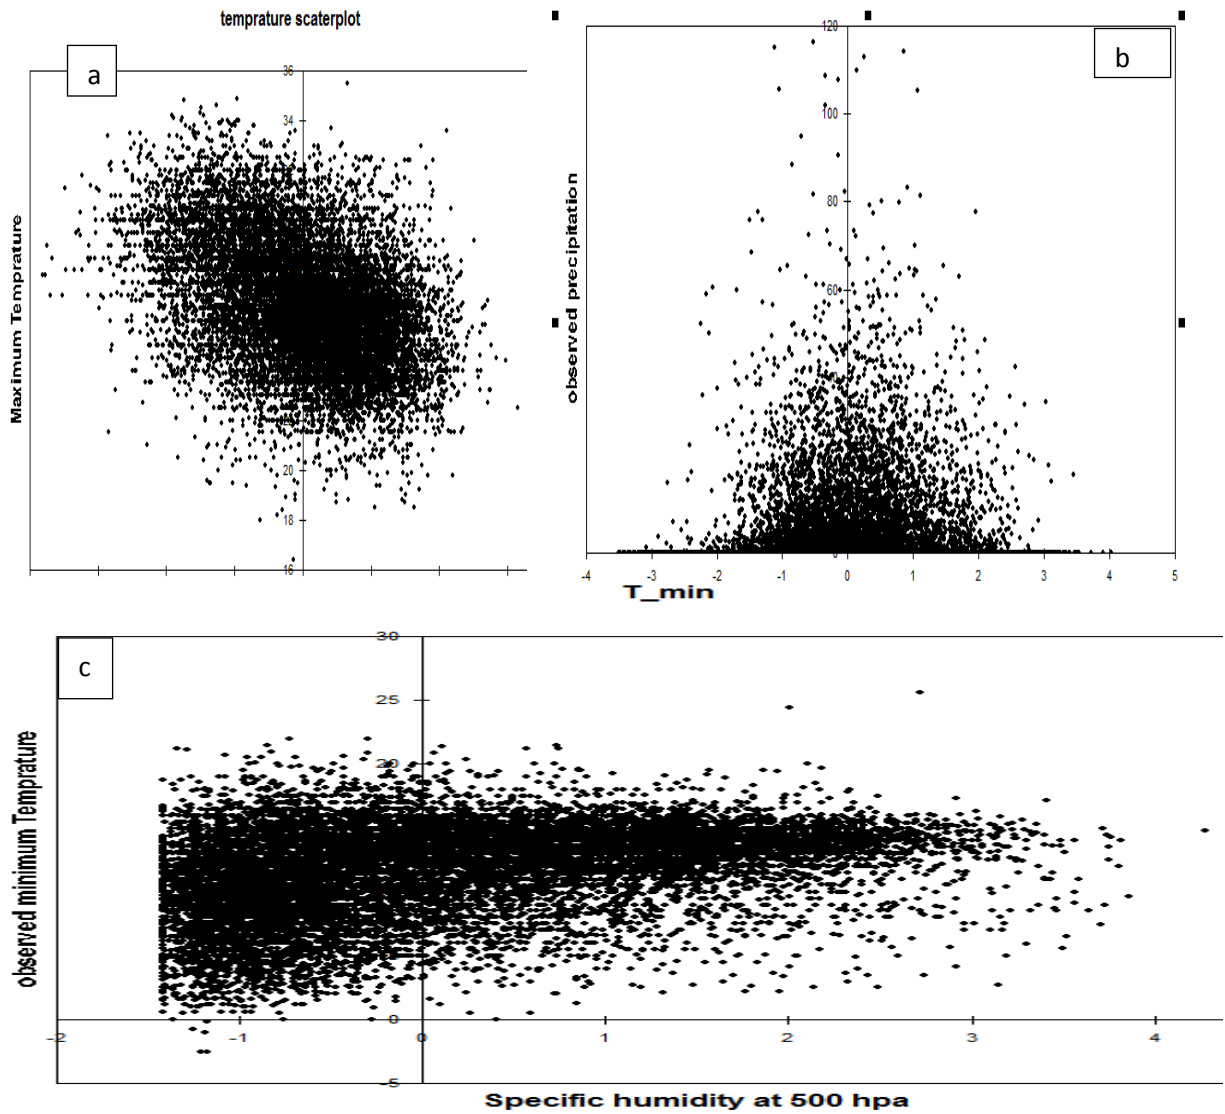 temprature scaterplot
a
Maximum Temprature
36
34
20
18
16
b
observed precipitation
120
100
80
60
0
-4 -3 -2 -1 0 1 2 3 4 5
T_min
c
observed minimum Temprature
30
25
20
0
-5
-2 -1 0 1 2 3 4
Specific humidity at 500 hpa